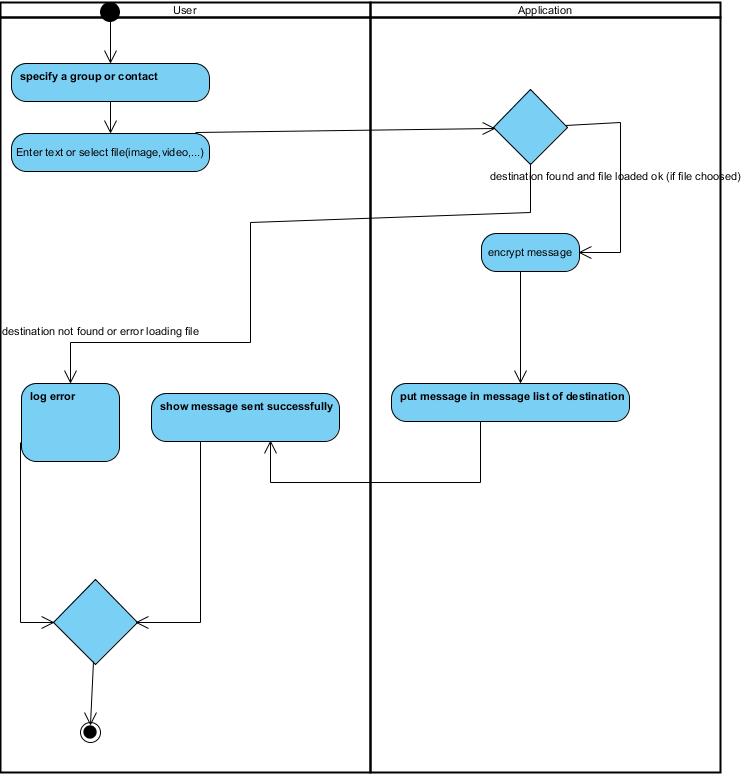 User
Application
specify a group or contact
Enter text or select file(image,video,...)
destination found and file loaded ok (if file choosed)
encrypt message
destination not found or error loading file
log error
show message sent successfully
put message in message list of destination